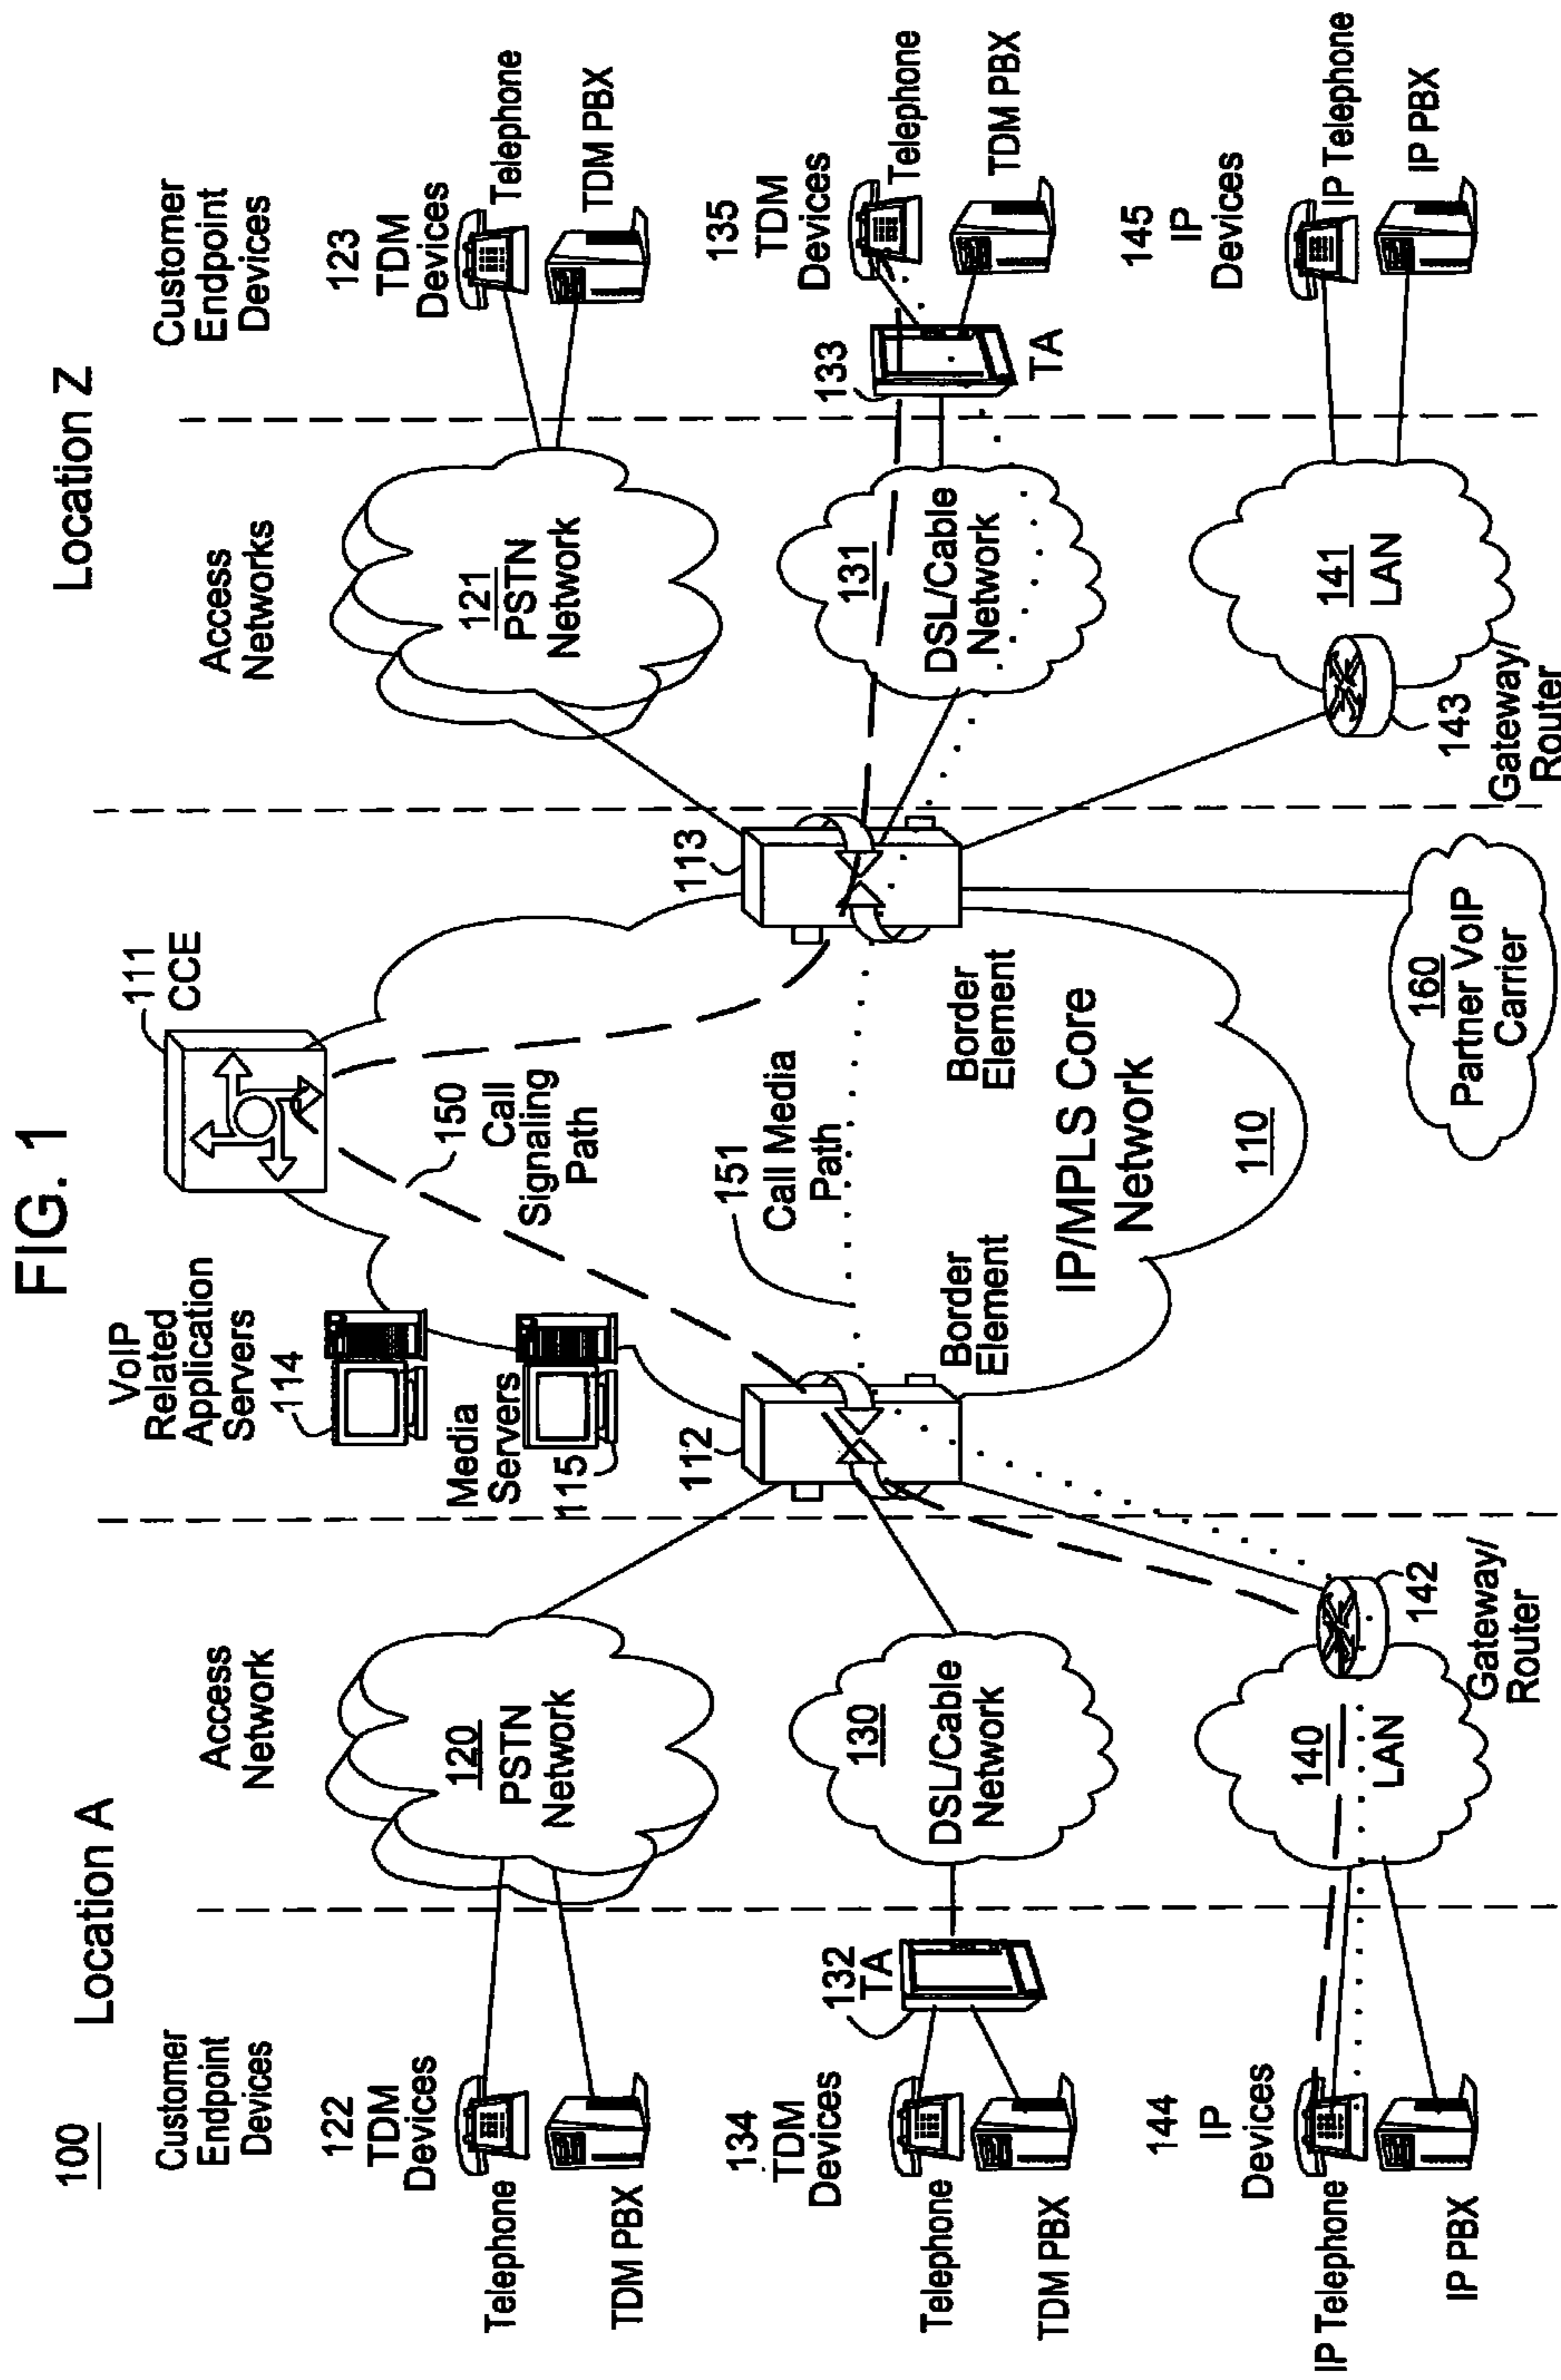 FIG. 1
100
Location A
Location Z
Customer
Endpoint
Devices
Access
Network
VoIP
Related
Application
Servers
114
111
CCE
Access
Networks
Customer
Endpoint
Devices
122
TDM
Devices
Telephone
TDM PBX
120
PSTN
Network
Media
Servers
115
112
150
Call
Signaling
Path
113
121
PSTN
Network
123
TDM
Devices
Telephone
TDM PBX
134
TDM
Devices
Telephone
TDM PBX
132
TA
130
DSL/Cable
Network
151
Call Media
Path
Border
Element
Border
Element
IP/MPLS Core
Network
110
131
DSL/Cable
Network
133
TA
135
TDM
Devices
Telephone
TDM PBX
144
IP
Devices
IP Telephone
IP PBX
140
LAN
142
Gateway/
Router
160
Partner VoIP
Carrier
143
Gateway/
Router
141
LAN
145
IP
Devices
IP Telephone
IP PBX